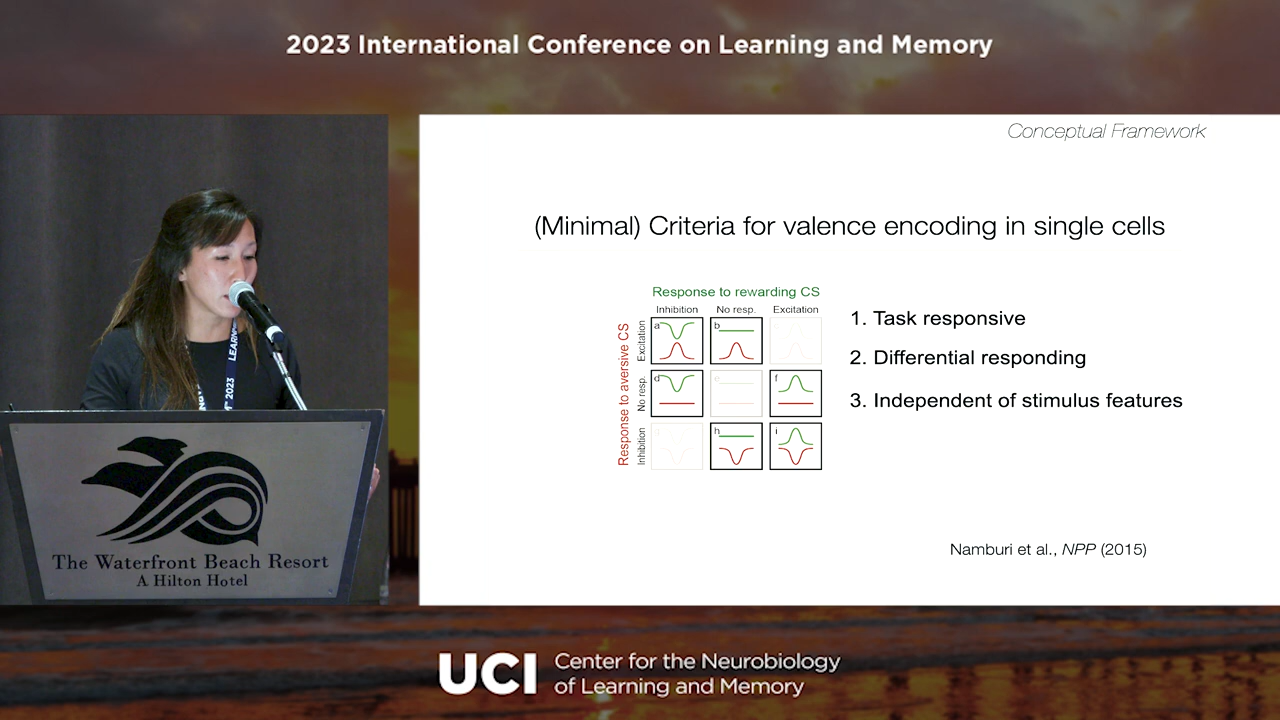 2023 International Conference on Learning and Memory
Conceptual Framework
(Minimal) Criteria for valence encoding in single cells
Response to rewarding CS
Inhibition No resp. Excitation
Response to aversive CS
Excitation
No resp.
Inhibition
a
b
d
e
f
h
i
1. Task responsive
2. Differential responding
3. Independent of stimulus features
Namburi et al., NPP (2015)
2023
The Waterfront Beach Resort
A Hilton Hotel
UCI
Center for the Neurobiology
of Learning and Memory